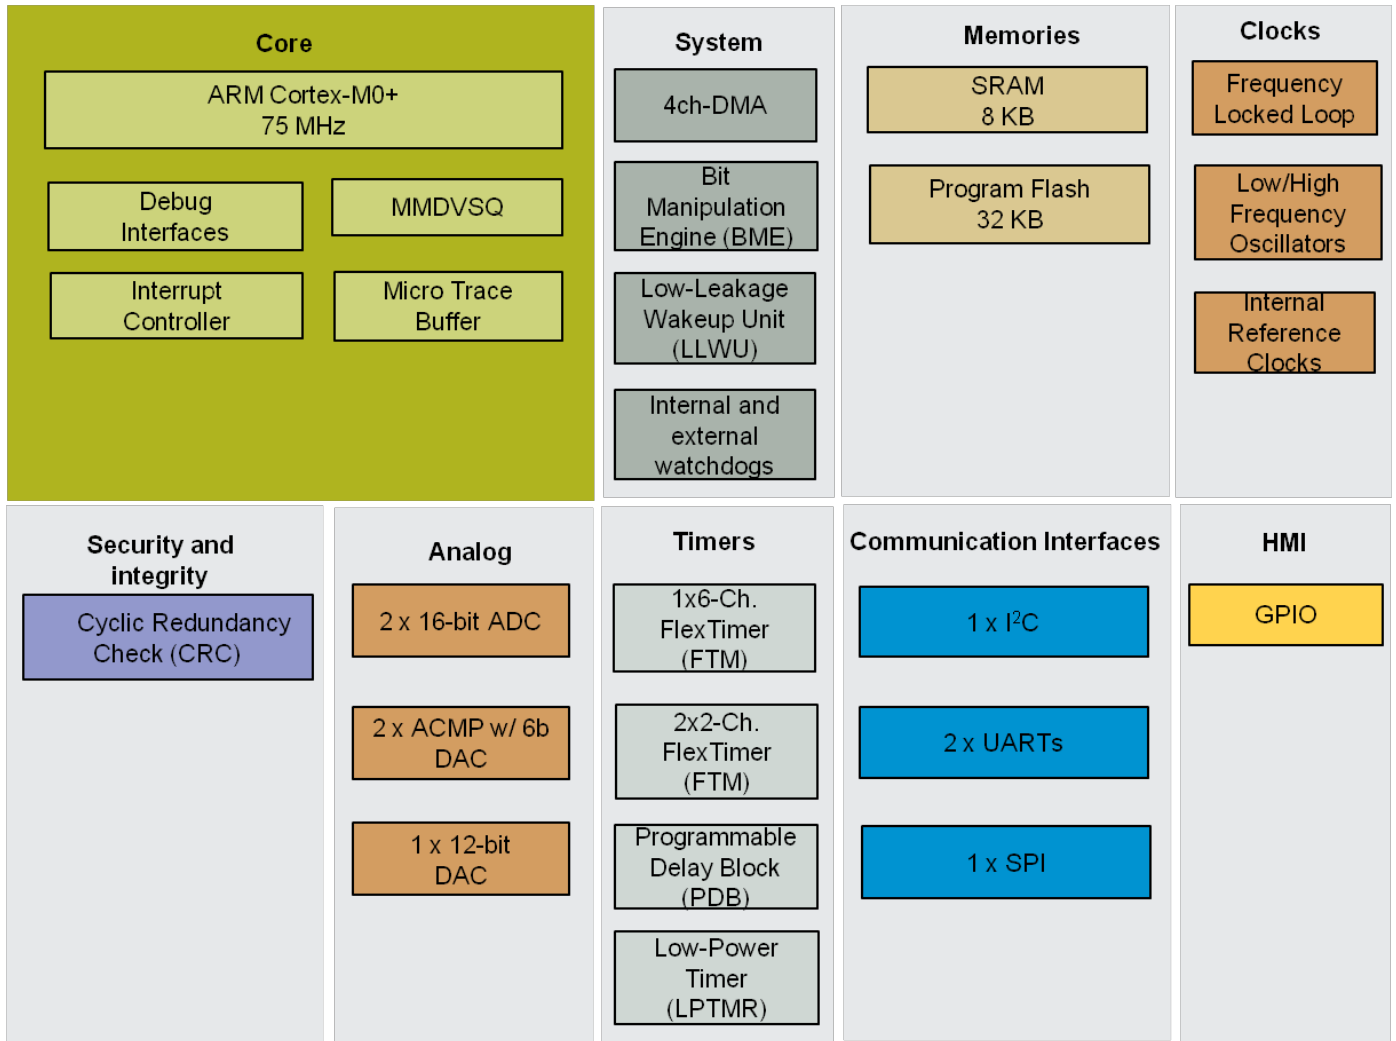 Core
ARM Cortex-M0+
75 MHz
Debug
Interfaces
MMDVSQ
Interrupt
Controller
Micro Trace
Buffer
System
4ch-DMA
Bit
Manipulation
Engine (BME)
Low-Leakage
Wakeup Unit
(LLWU)
Internal and
external
watchdogs
Memories
SRAM
8 KB
Program Flash
32 KB
Clocks
Frequency
Locked Loop
Low/High
Frequency
Oscillators
Internal
Reference
Clocks
Security and
integrity
Cyclic Redundancy
Check (CRC)
Analog
2 x 16-bit ADC
2 x ACMP w/ 6b
DAC
1 x 12-bit
DAC
Timers
1x6-Ch.
FlexTimer
(FTM)
2x2-Ch.
FlexTimer
(FTM)
Programmable
Delay Block
(PDB)
Low-Power
Timer
(LPTMR)
Communication Interfaces
1 x I²C
2 x UARTs
1 x SPI
HMI
GPIO